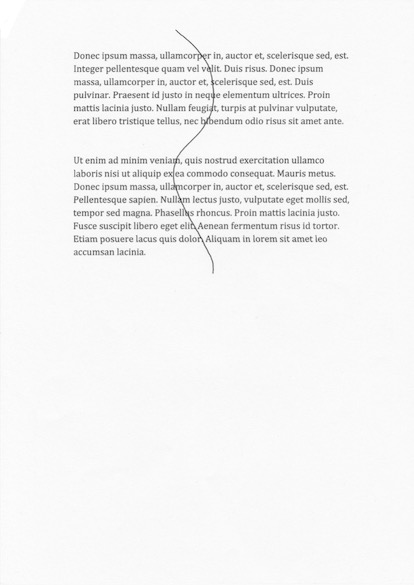 Donec ipsum massa, ullamcorper in, auctor et, scelerisque sed, est.
Integer pellentesque quam vel velit. Duis risus. Donec ipsum
massa, ullamcorper in, auctor et, scelerisque sed, est. Duis
pulvinar. Praesent id justo in neque elementum ultrices. Proin
mattis lacinia justo. Nullam feugiat, turpis at pulvinar vulputate,
erat libero tristique tellus, nec bibendum odio risus sit amet ante.
Ut enim ad minim veniam, quis nostrud exercitation ullamco
laboris nisi ut aliquip ex ea commodo consequat. Mauris metus.
Donec ipsum massa, ullamcorper in, auctor et, scelerisque sed, est.
Pellentesque sapien. Nullam lectus justo, vulputate eget mollis sed,
tempor sed magna. Phasellus rhoncus. Proin mattis lacinia justo.
Fusce suscipit libero eget elit. Aenean fermentum risus id tortor.
Etiam posuere lacus quis dolor. Aliquam in lorem sit amet leo
accumsan lacinia.